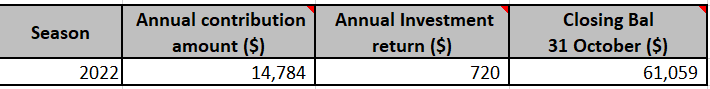 Season
Annual contribution
amount ($)
Annual Investment
return ($)
Closing Bal
31 October ($)
2022
14,784
720
61,059